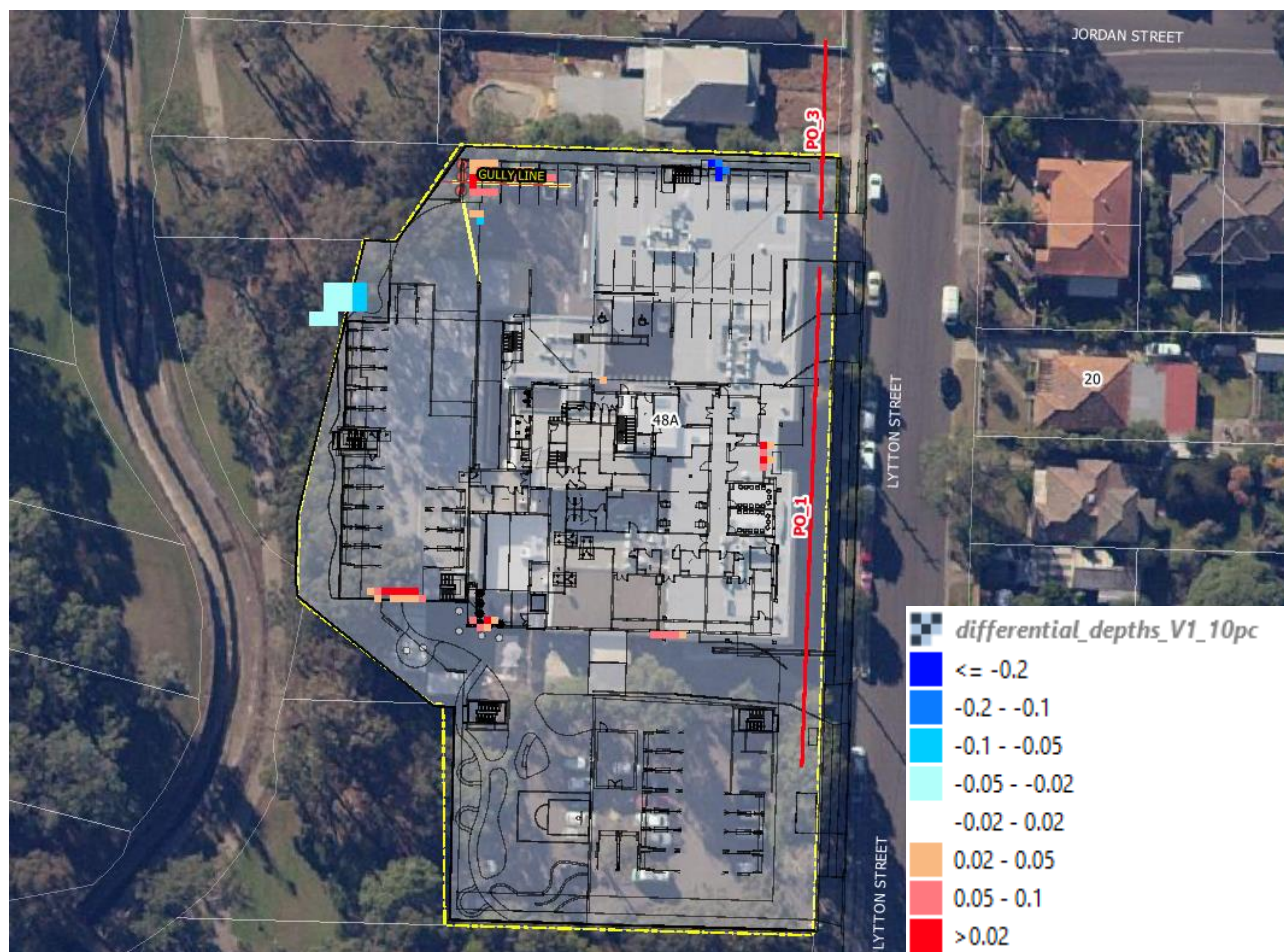 JORDAN STREET
PO_3
GULLY LINE
20
48A
LYTTON STREET
PO_1
LYTTON STREET
differential_depths_V1_10pc
<= -0.2
-0.2 - -0.1
-0.1 - -0.05
-0.05 - -0.02
-0.02 - 0.02
0.02 - 0.05
0.05 - 0.1
>0.02